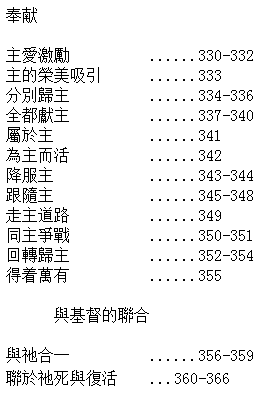 奉献
主愛激勵 ......330-332
主的榮美吸引 ......333
分別歸主 ......334-336
全都獻主 ......337-340
屬於主 ......341
為主而活 ......342
降服主 ......343-344
跟隨主 ......345-348
走主道路 ......349
同主爭戰 ......350-351
回轉歸主 ......352-354
得着萬有 ......355
與基督的聯合
與祂合一 ......356-359
聯於祂死與復活 ...360-366